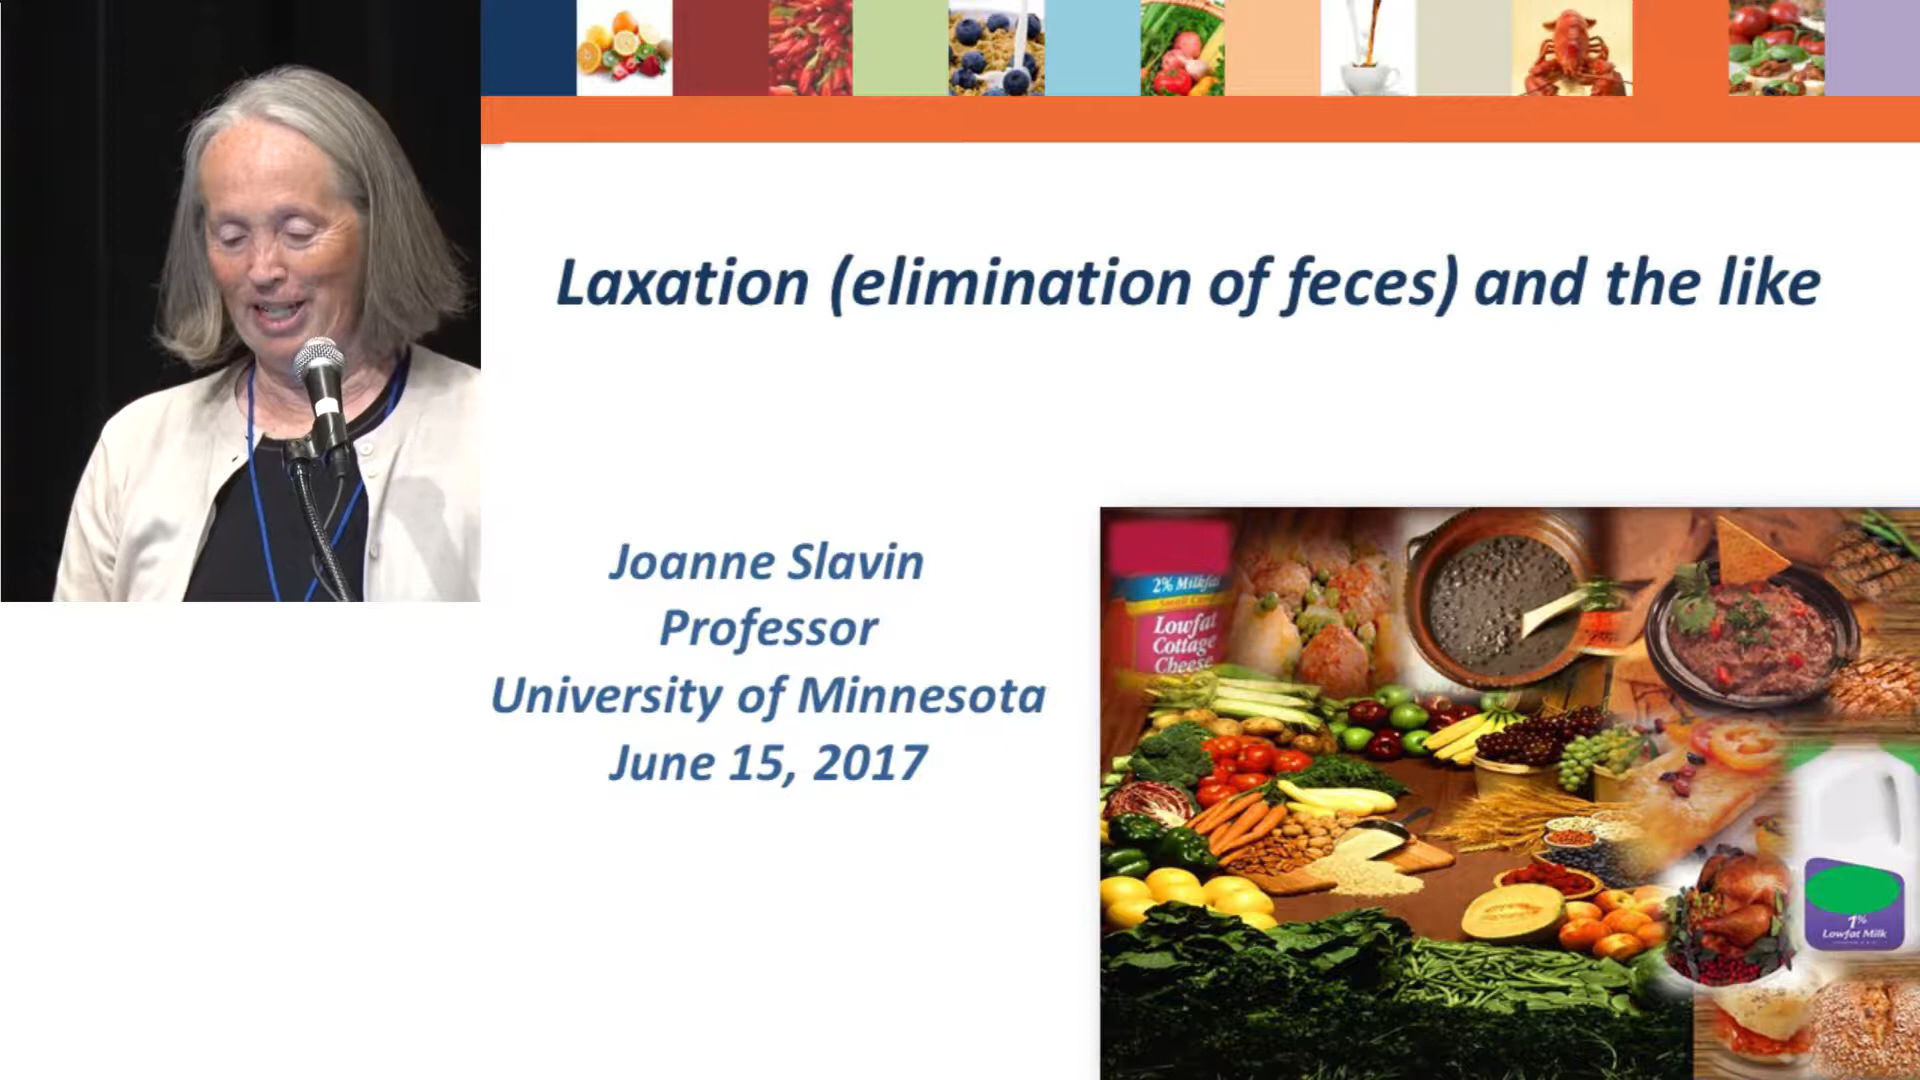 Laxation (elimination of feces) and the like
Joanne Slavin
Professor
University of Minnesota
June 15, 2017
2% Milkfat
Lowfat
Cottage
Cheese
1%
Lowfat Milk